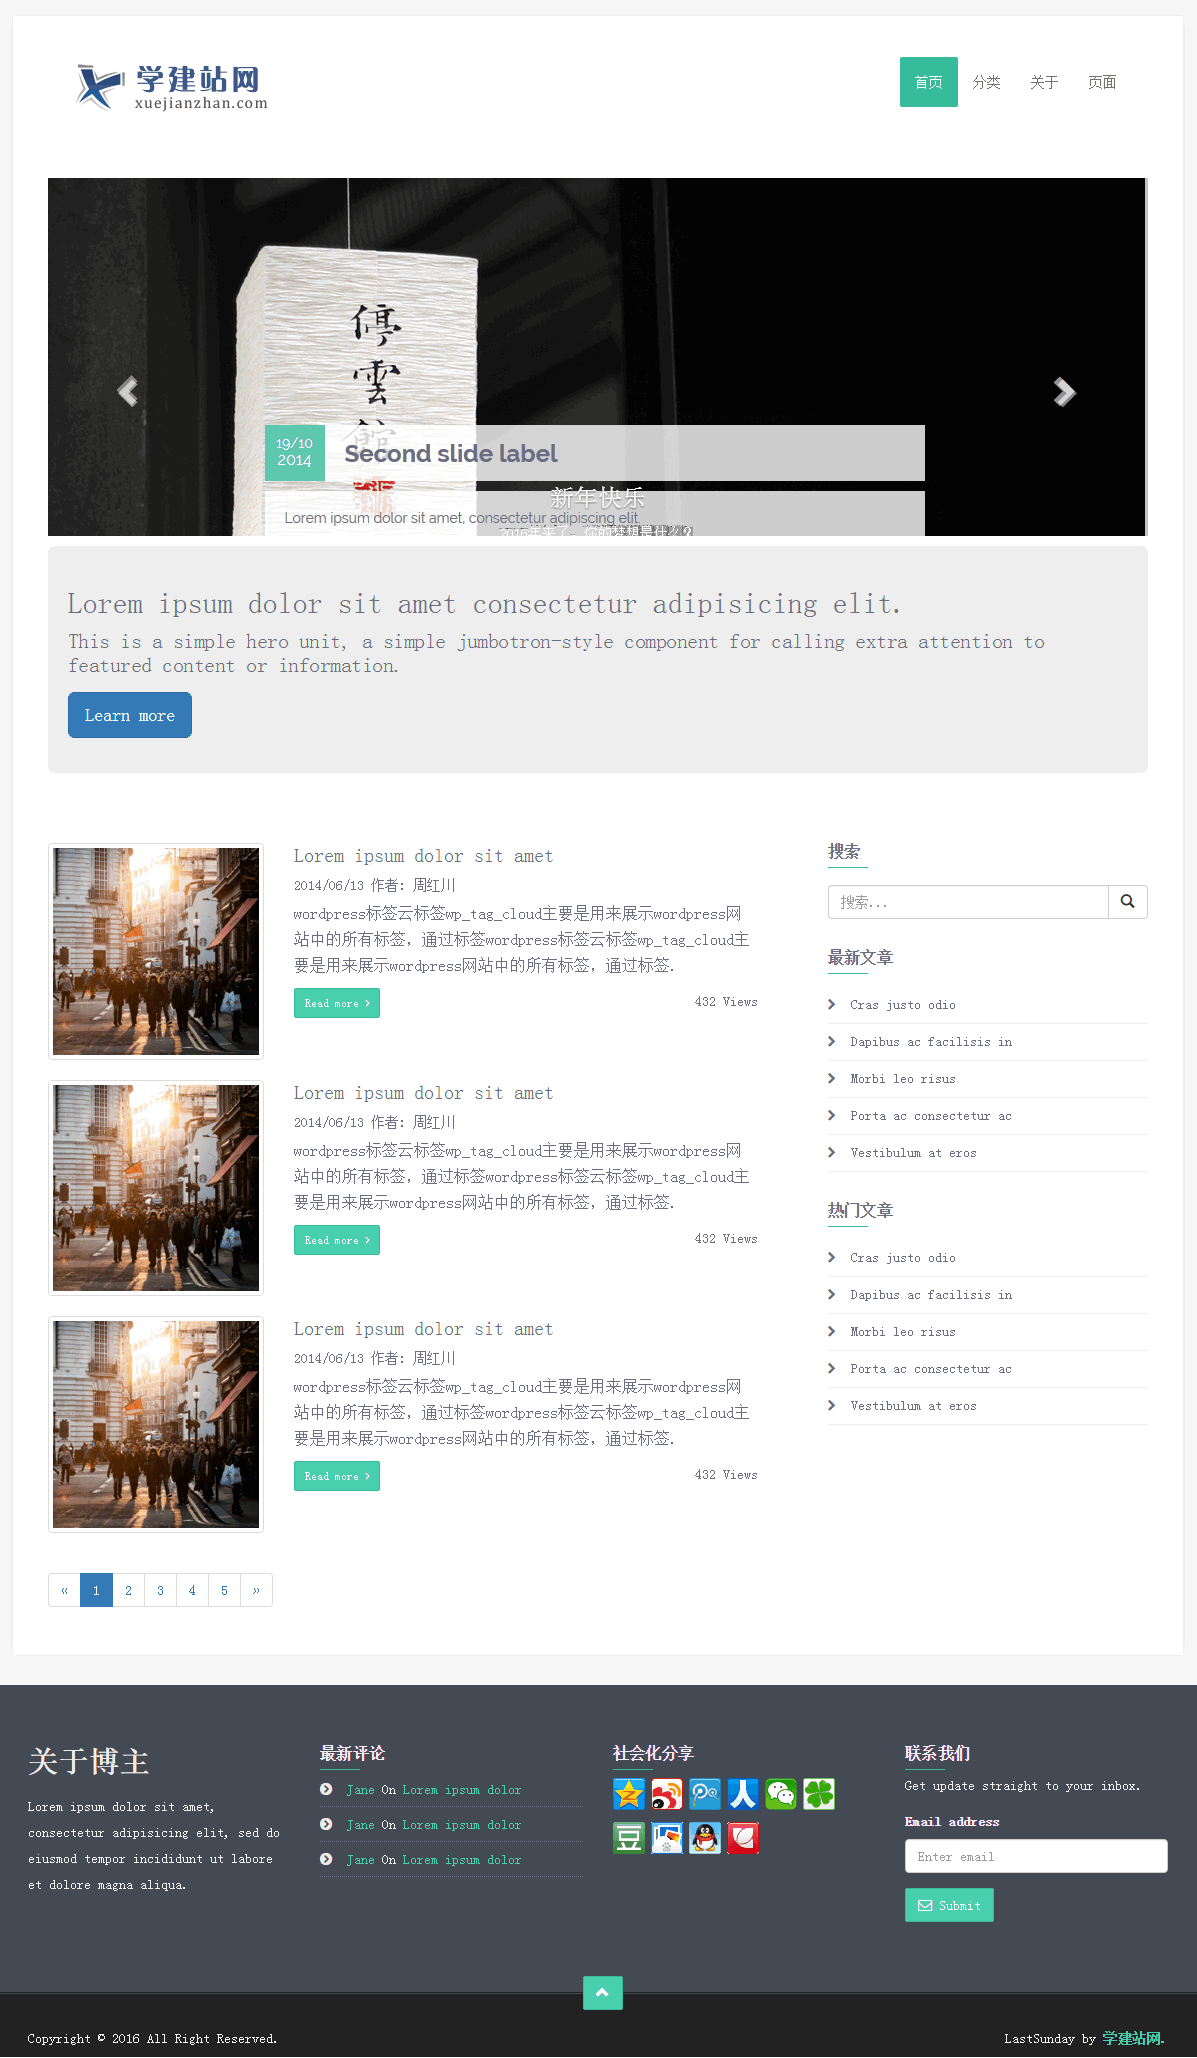 学建站网
xuejianzhan.com
首页 分类 关于 页面
停
雲
館
19/10
2014
Second slide label
新年快乐
Lorem ipsum dolor sit amet, consectetur adipiscing elit.
2016年来了,你的梦想是什么?
Lorem ipsum dolor sit amet consectetur adipisicing elit.
This is a simple hero unit, a simple jumbotron-style component for calling extra attention to
featured content or information.
Learn more
Lorem ipsum dolor sit amet
2014/06/13 作者: 周红川
wordpress标签云标签wp_tag_cloud主要是用来展示wordpress网
站中的所有标签，通过标签wordpress标签云标签wp_tag_cloud主
要是用来展示wordpress网站中的所有标签，通过标签.
Read more
432 Views
Lorem ipsum dolor sit amet
2014/06/13 作者: 周红川
wordpress标签云标签wp_tag_cloud主要是用来展示wordpress网
站中的所有标签，通过标签wordpress标签云标签wp_tag_cloud主
要是用来展示wordpress网站中的所有标签，通过标签.
Read more
432 Views
Lorem ipsum dolor sit amet
2014/06/13 作者: 周红川
wordpress标签云标签wp_tag_cloud主要是用来展示wordpress网
站中的所有标签，通过标签wordpress标签云标签wp_tag_cloud主
要是用来展示wordpress网站中的所有标签，通过标签.
Read more
432 Views
« 1 2 3 4 5 »
搜索
搜索...
最新文章
Cras justo odio
Dapibus ac facilisis in
Morbi leo risus
Porta ac consectetur ac
Vestibulum at eros
热门文章
Cras justo odio
Dapibus ac facilisis in
Morbi leo risus
Porta ac consectetur ac
Vestibulum at eros
关于博主
Lorem ipsum dolor sit amet,
consectetur adipisicing elit, sed do
eiusmod tempor incididunt ut labore
et dolore magna aliqua.
最新评论
Jane On Lorem ipsum dolor
Jane On Lorem ipsum dolor
Jane On Lorem ipsum dolor
社会化分享
人
豆
联系我们
Get update straight to your inbox.
Email address
Enter email
Submit
Copyright © 2016 All Right Reserved.
LastSunday by 学建站网.